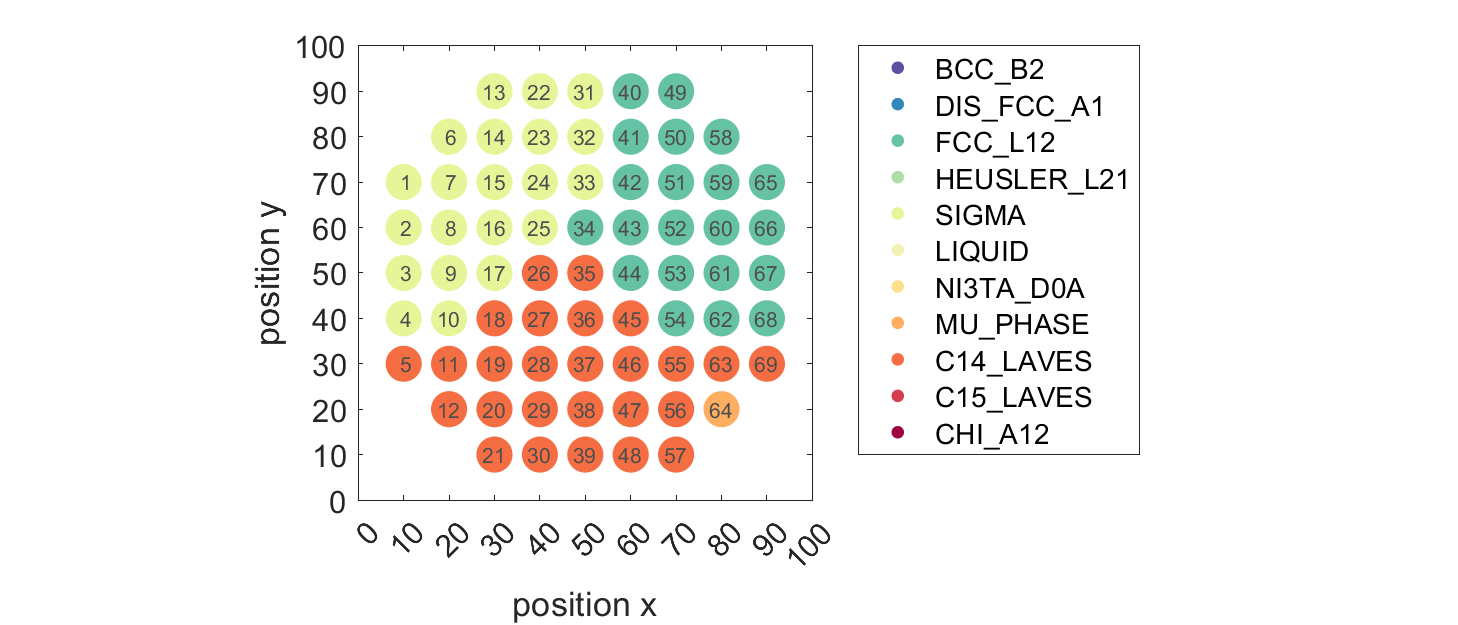 100
90
80
70
60
50
40
30
20
10
0
position y
13 22 31 40 49
6 14 23 32 41 50 58
1 7 15 24 33 42 51 59 65
2 8 16 25 34 43 52 60 66
3 9 17 26 35 44 53 61 67
4 10 18 27 36 45 54 62 68
5 11 19 28 37 46 55 63 69
12 20 29 38 47 56 64
21 30 39 48 57
0 10 20 30 40 50 60 70 80 90 100
position x
BCC_B2
DIS_FCC_A1
FCC_L12
HEUSLER_L21
SIGMA
LIQUID
NI3TA_D0A
MU_PHASE
C14_LAVES
C15_LAVES
CHI_A12